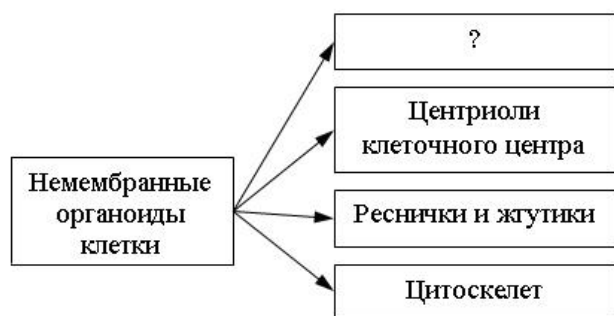 ?
Центриоли
клеточного центра
Немембранные
органоиды
клетки
Реснички и жгутики
Цитоскелет